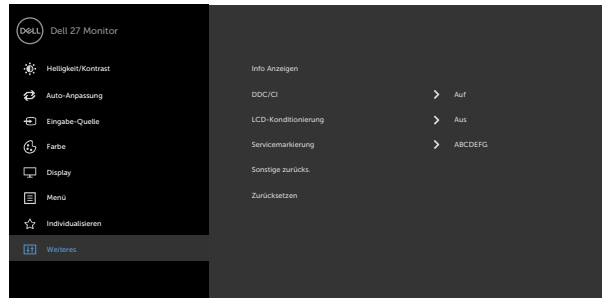 DELL Dell 27 Monitor
Helligkeit/Kontrast
Auto-Anpassung
Eingabe-Quelle
Farbe
Display
Menü
Individualisieren
Weiteres
Info Anzeigen
DDC/CI > Auf
LCD-Konditionierung > Aus
Servicemarkierung > ABCDEFG
Sonstige zurücks.
Zurücksetzen